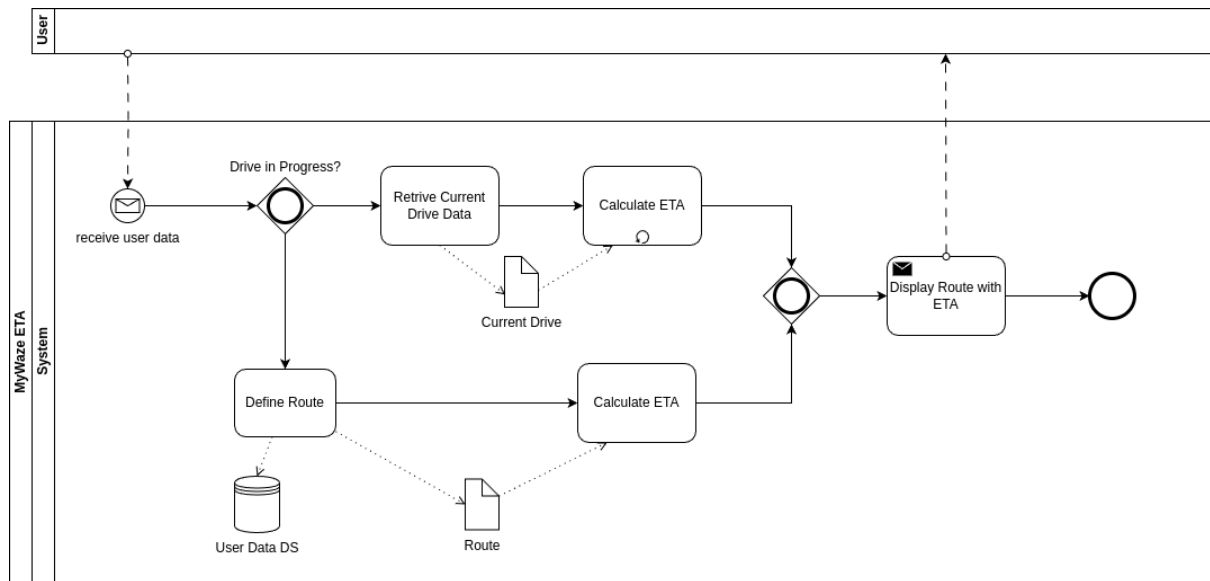 User
MyWaze ETA
System
Drive in Progress?
receive user data
Retrive Current
Drive Data
Calculate ETA
Current Drive
Display Route with
ETA
Define Route
Calculate ETA
User Data DS
Route